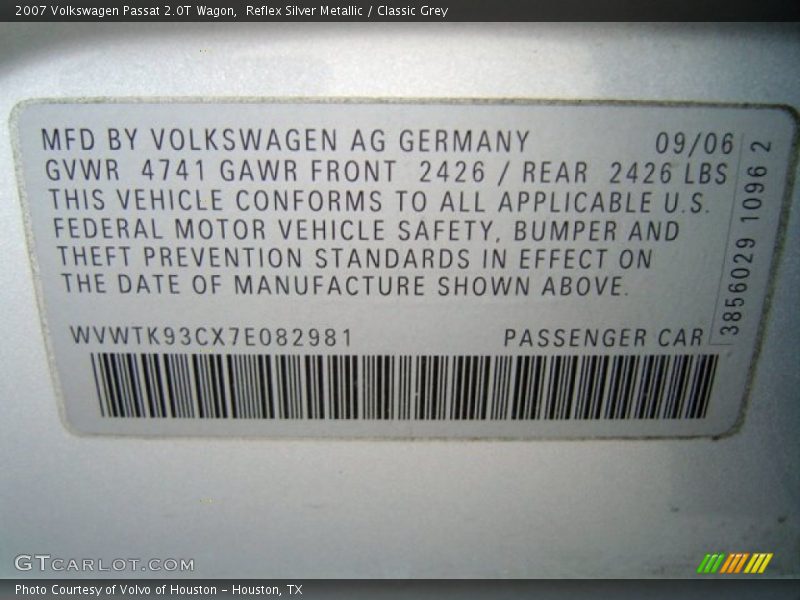 2007 Volkswagen Passat 2.0T Wagon, Reflex Silver Metallic / Classic Grey
MFD BY VOLKSWAGEN AG GERMANY 09/06
GVWR 4741 GAWR FRONT 2426 / REAR 2426 LBS
THIS VEHICLE CONFORMS TO ALL APPLICABLE U.S.
FEDERAL MOTOR VEHICLE SAFETY, BUMPER AND
THEFT PREVENTION STANDARDS IN EFFECT ON
THE DATE OF MANUFACTURE SHOWN ABOVE.
WVWTK93CX7E082981 PASSENGER CAR
3856029 1096 2
GTCARLOT.COM
Photo Courtesy of Volvo of Houston - Houston, TX